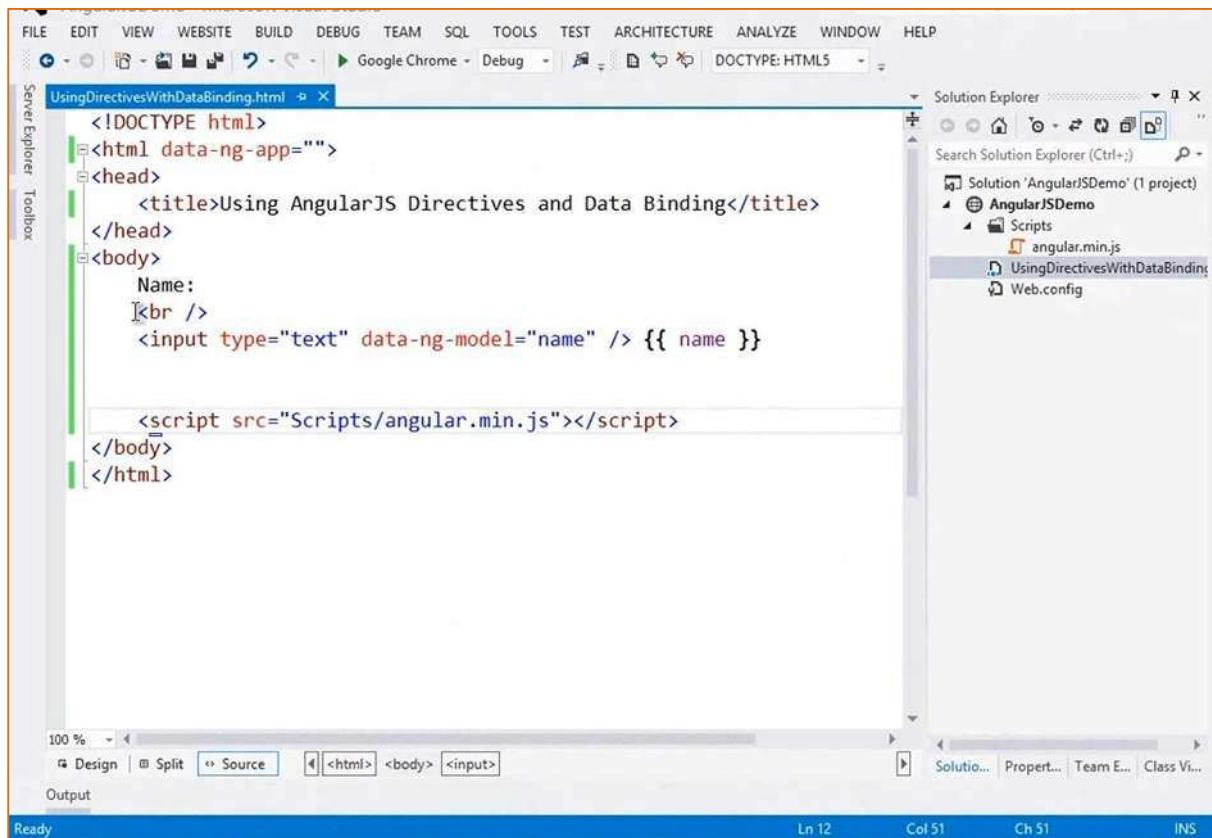 FILE EDIT VIEW WEBSITE BUILD DEBUG TEAM SQL TOOLS TEST ARCHITECTURE ANALYZE WINDOW HELP
Google Chrome Debug DOCTYPE: HTML5
Server Explorer
Toolbox
UsingDirectivesWithDataBinding.html
<!DOCTYPE html>
<html data-ng-app="">
<head>
<title>Using AngularJS Directives and Data Binding</title>
</head>
<body>
Name:
<br />
<input type="text" data-ng-model="name" /> {{ name }}
<script src="Scripts/angular.min.js"></script>
</body>
</html>
100 %
Design Split Source <html> <body> <input>
Output
Solution Explorer
Search Solution Explorer (Ctrl+;)
Solution 'AngularJSDemo' (1 project)
AngularJSDemo
Scripts
angular.min.js
UsingDirectivesWithDataBinding
Web.config
Solutio... Propert... Team E... Class Vi...
Ready Ln 12 Col 51 Ch 51 INS